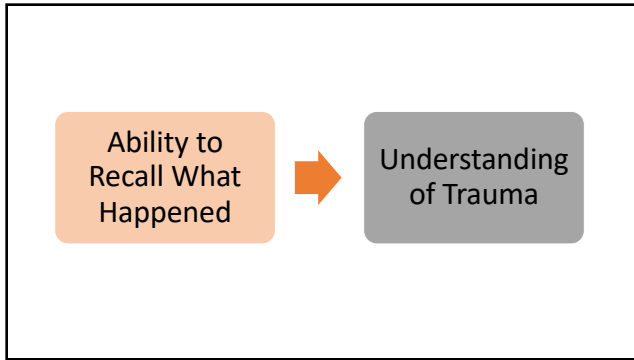 Ability to
Recall What
Happened
Understanding
of Trauma